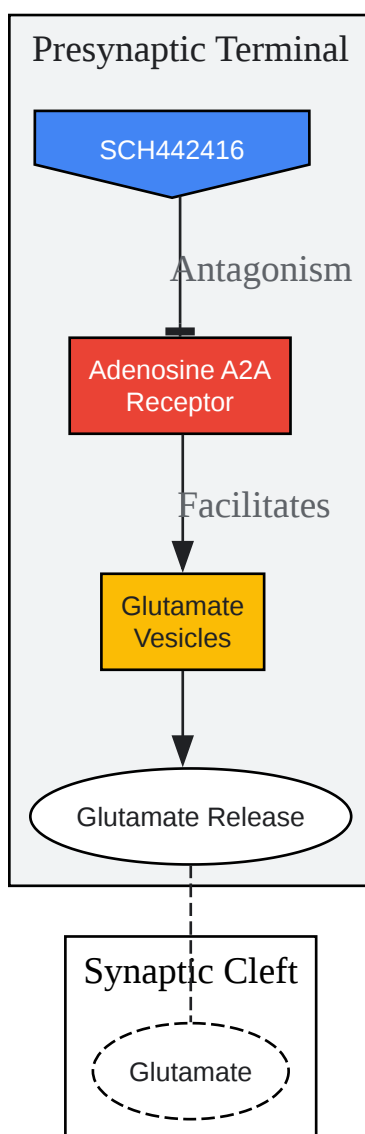 Presynaptic Terminal
SCH442416
Antagonism
Adenosine A2A
Receptor
Facilitates
Glutamate
Vesicles
Glutamate Release
Synaptic Cleft
Glutamate